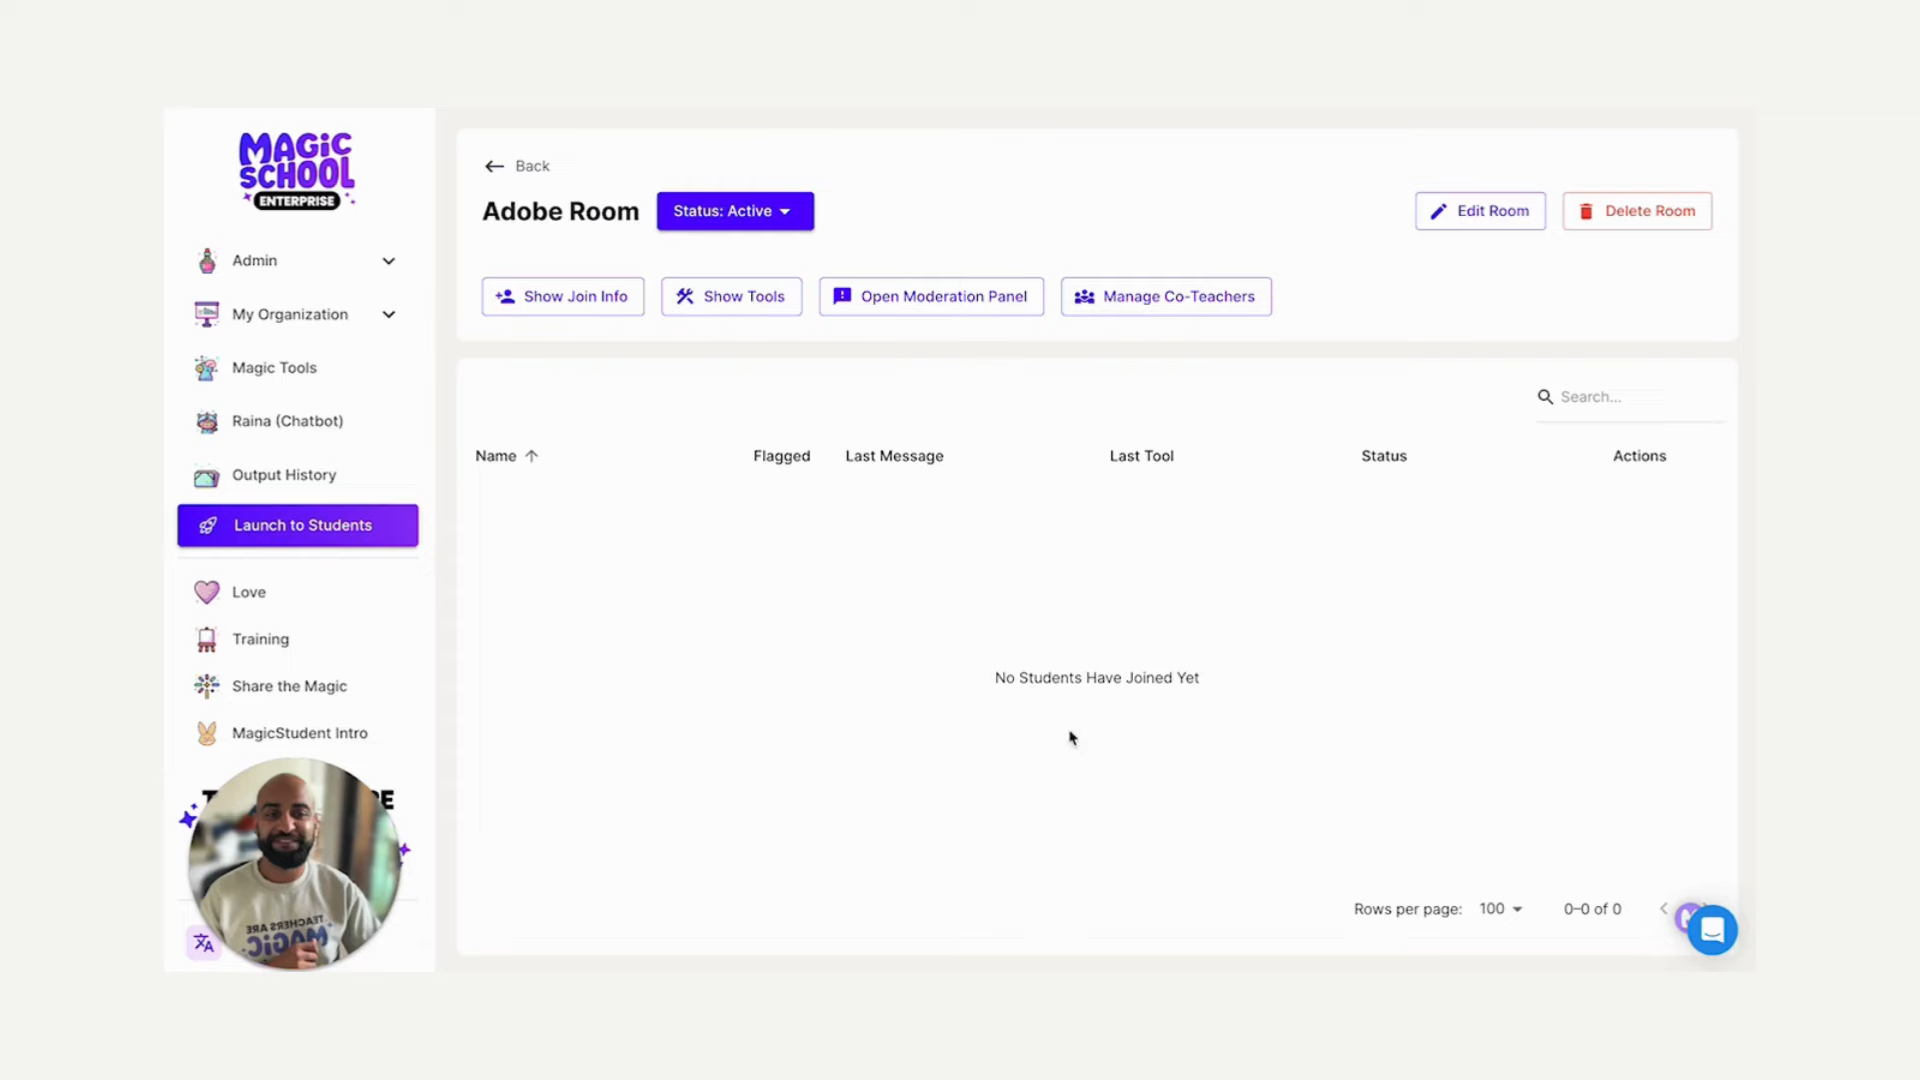 MAGIC
SCHOOL
ENTERPRISE
Admin
My Organization
Magic Tools
Raina (Chatbot)
Output History
Launch to Students
Love
Training
Share the Magic
MagicStudent Intro
Back
Adobe Room
Status: Active
Edit Room
Delete Room
Show Join Info
Show Tools
Open Moderation Panel
Manage Co-Teachers
Search...
Name Flagged Last Message Last Tool Status Actions
No Students Have Joined Yet
Rows per page: 100 0–0 of 0
TEACHERS ARE
MAGIC